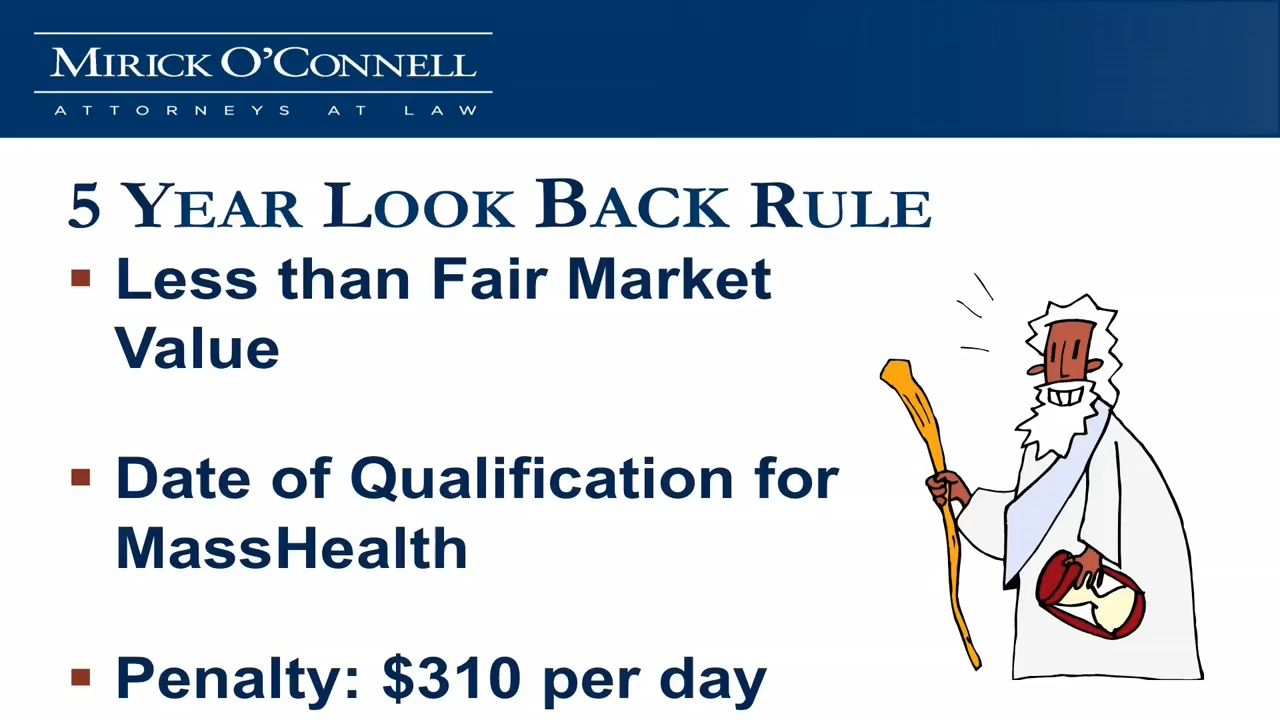 MIRICK O'CONNELL
ATTORNEYS AT LAW
5 YEAR LOOK BACK RULE
▪ Less than Fair Market
Value
▪ Date of Qualification for
MassHealth
▪ Penalty: $310 per day